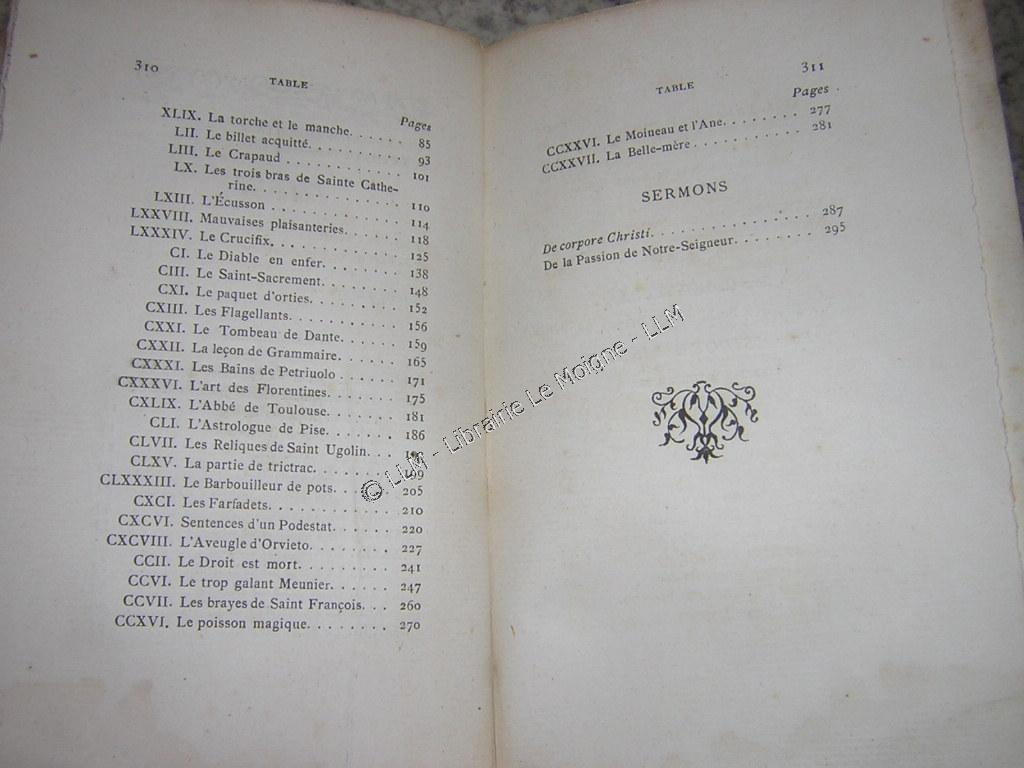 310
TABLE
Pages
XLIX. La torche et le manche. . . . . 85
LII. Le billet acquitté. . . . . . . . . 93
LIII. Le Crapaud . . . . . . . . . . . 101
LX. Les trois bras de Sainte Cathe-
rine. . . . . . . . . . . . . . . 110
LXIII. L'Écusson . . . . . . . . . . . . 114
LXXVIII. Mauvaises plaisanteries. . . . . . 118
LXXXIV. Le Crucifix. . . . . . . . . . . . 125
CI. Le Diable en enfer. . . . . . . . 138
CIII. Le Saint-Sacrement. . . . . . . . 148
CXI. Le paquet d'orties. . . . . . . . . 152
CXIII. Les Flagellants. . . . . . . . . . 156
CXXI. Le Tombeau de Dante. . . . . . 159
CXXII. La leçon de Grammaire. . . . . . 165
CXXXI. Les Bains de Petriuolo . . . . . . 171
CXXXVI. L'art des Florentines. . . . . . . 175
CXLIX. L'Abbé de Toulouse. . . . . . . 181
CLI. L'Astrologue de Pise. . . . . . . 186
CLVII. Les Reliques de Saint Ugolin. . .
CLXV. La partie de trictrac. . . . . . .
CLXXXIII. Le Barbouilleur de pots. . . . . 205
CXCI. Les Farfadets. . . . . . . . . . . 210
CXCVI. Sentences d'un Podestat. . . . . . 220
CXCVIII. L'Aveugle d'Orvieto. . . . . . . . 227
CCII. Le Droit est mort. . . . . . . . . 241
CCVI. Le trop galant Meunier. . . . . . 247
CCVII. Les brayes de Saint François. . . 260
CCXVI. Le poisson magique. . . . . . . . 270
TABLE
311
Pages
CCXXVI. Le Moineau et l'Ane. . . . . . . . 277
CCXXVII. La Belle-mère . . . . . . . . . . . 281
SERMONS
De corpore Christi. . . . . . . . . . . . . . . 287
De la Passion de Notre-Seigneur. . . . . . . . 295
© LLM - Librairie Le Moigne - LLM